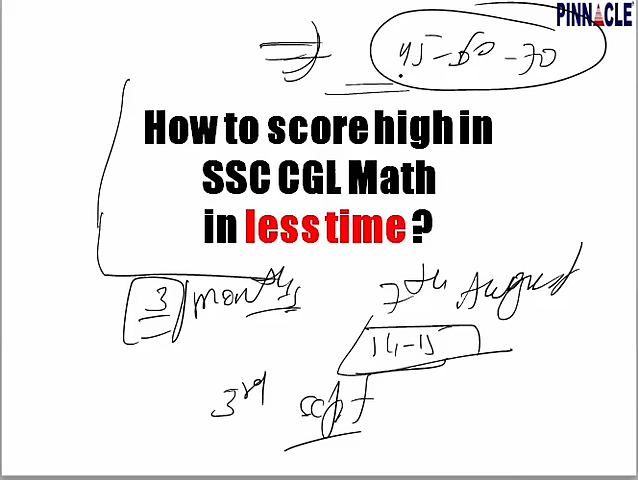 PINNACLE
45-60-70
How to score high in
SSC CGL Math
in less time ?
3 months
7th August
14-15
3rd sept